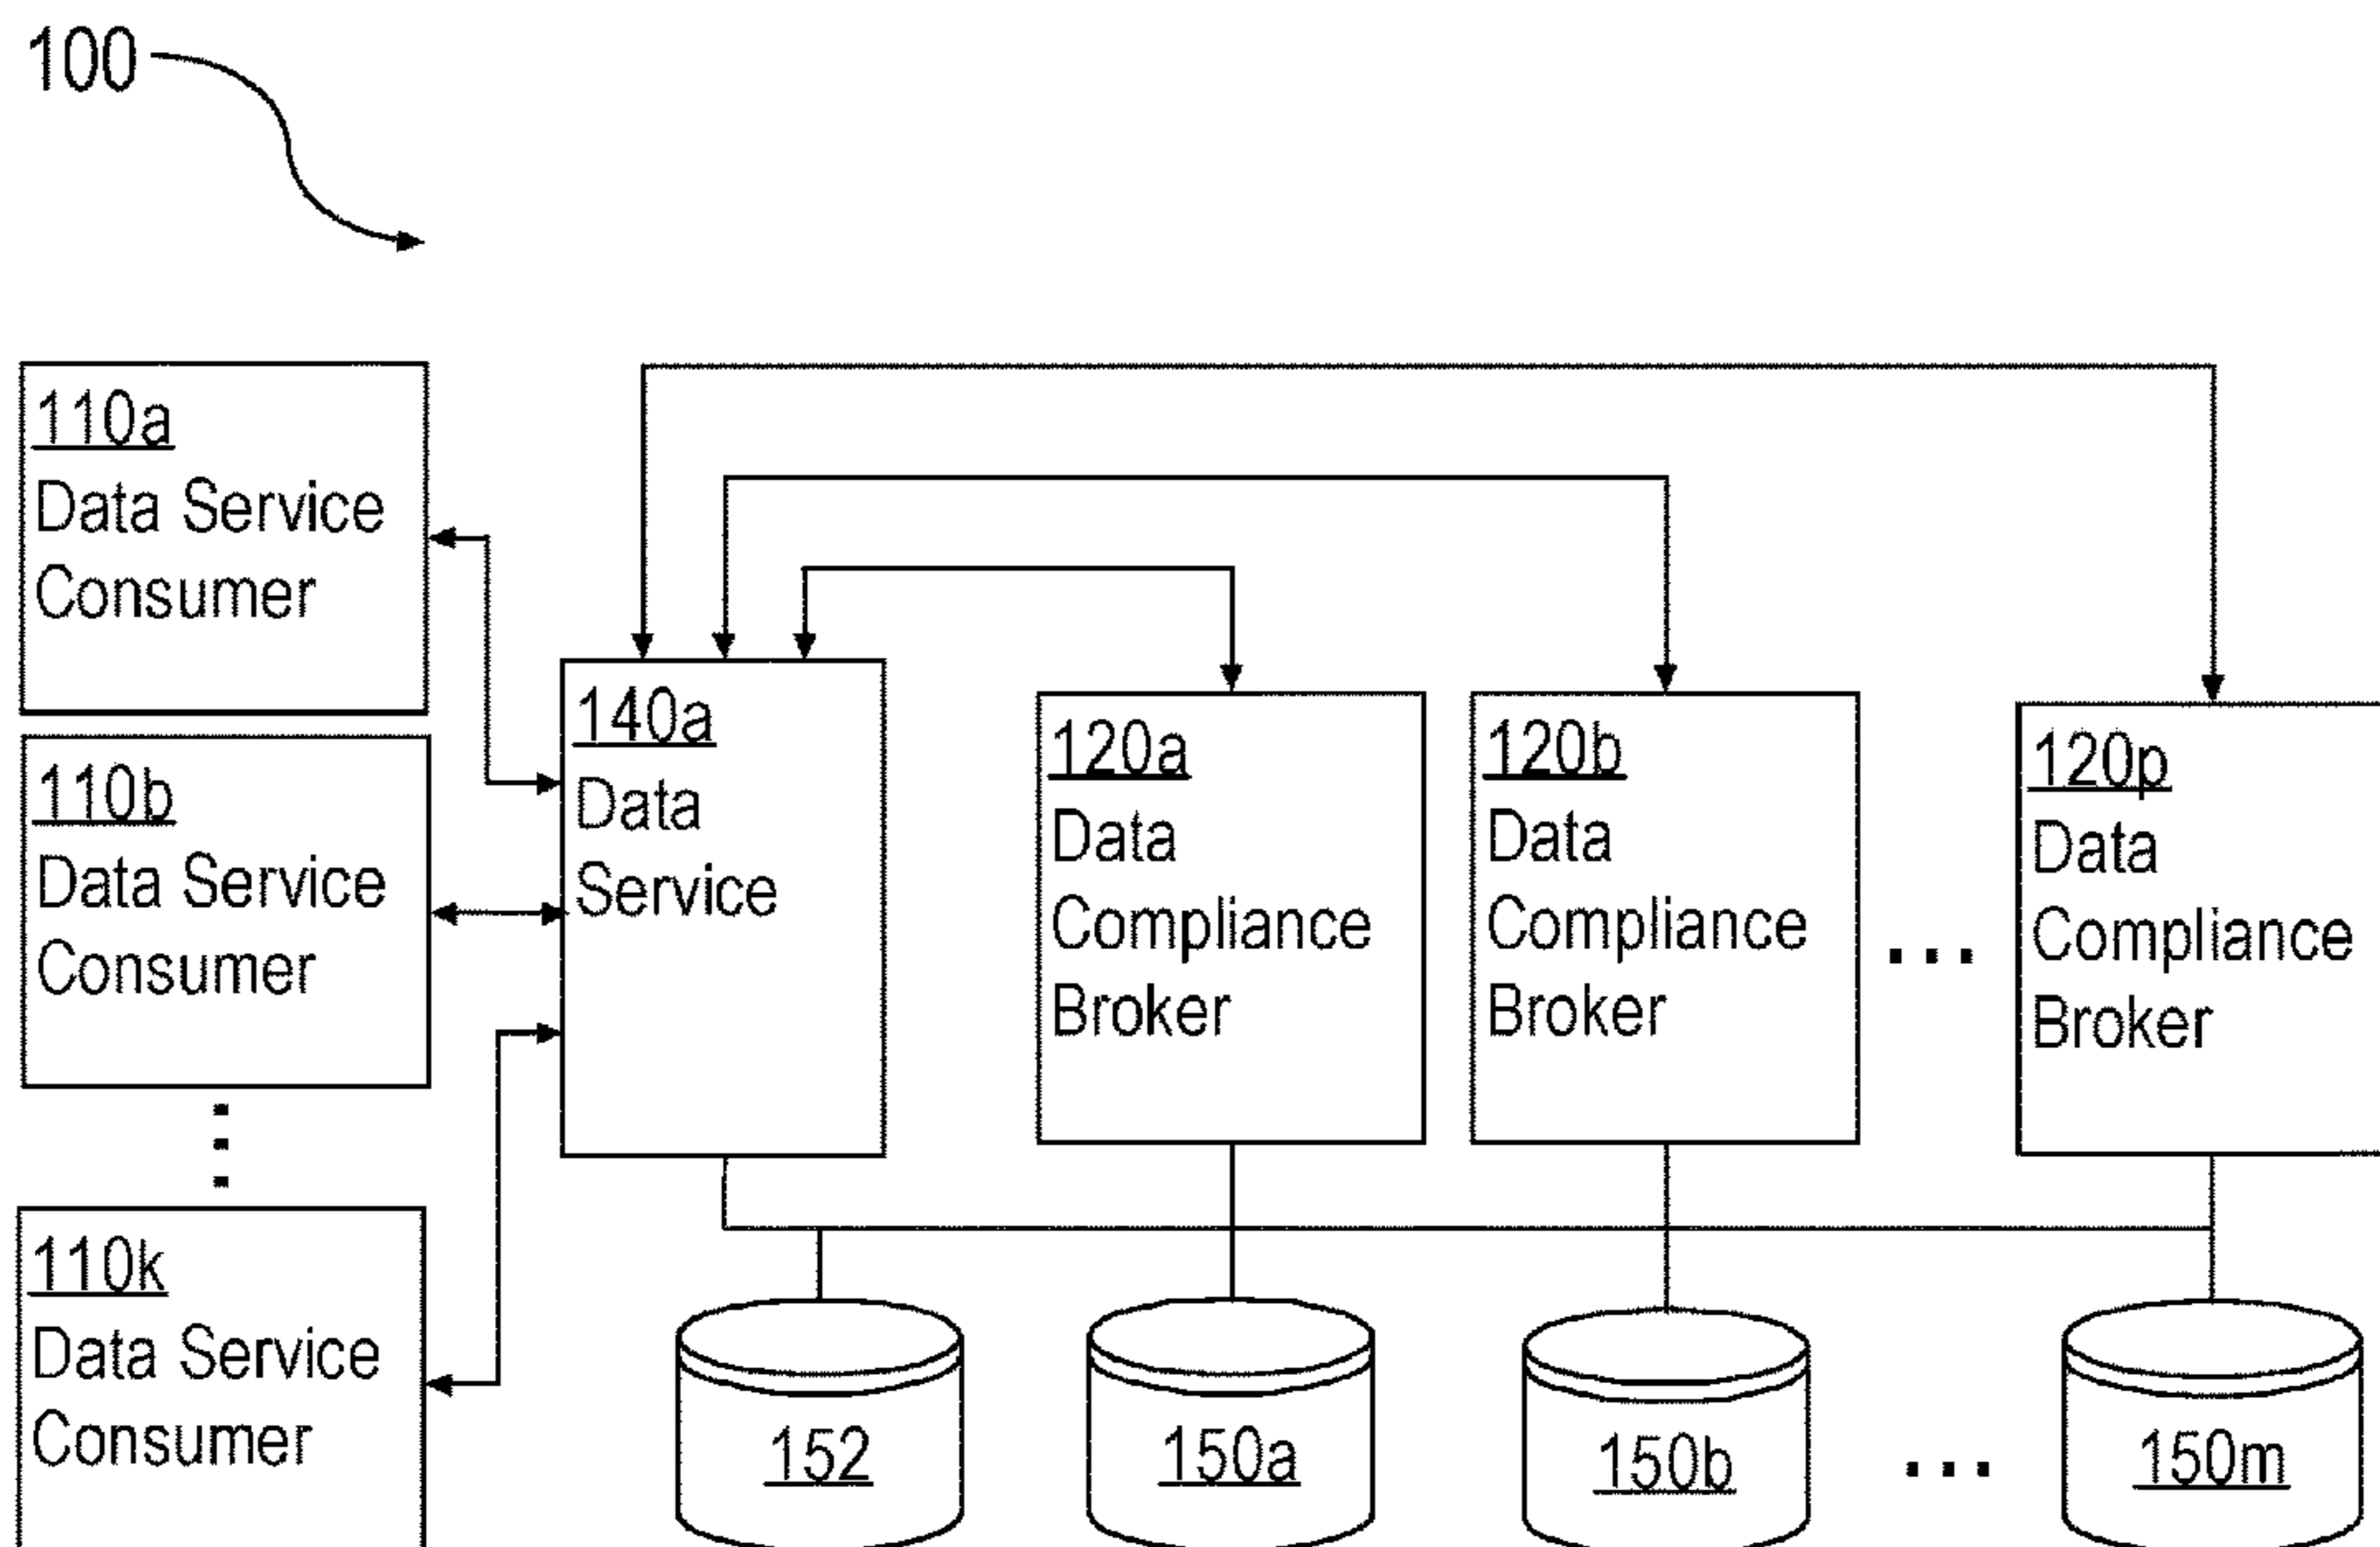 100
110a
Data Service
Consumer
110b
Data Service
Consumer
110k
Data Service
Consumer
140a
Data
Service
120a
Data
Compliance
Broker
120b
Data
Compliance
Broker
...
120p
Data
Compliance
Broker
152
150a
150b
...
150m